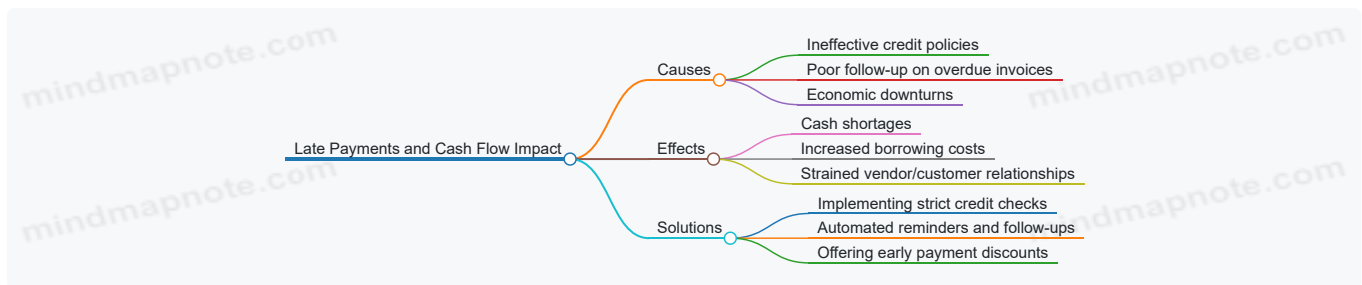 mindmapnote.com
mindmapnote.com
Ineffective credit policies
Causes
Poor follow-up on overdue invoices
Economic downturns
Cash shortages
Late Payments and Cash Flow Impact
Effects
Increased borrowing costs
Strained vendor/customer relationships
mindmapnote.com
mindmapnote.com
Implementing strict credit checks
Solutions
Automated reminders and follow-ups
Offering early payment discounts